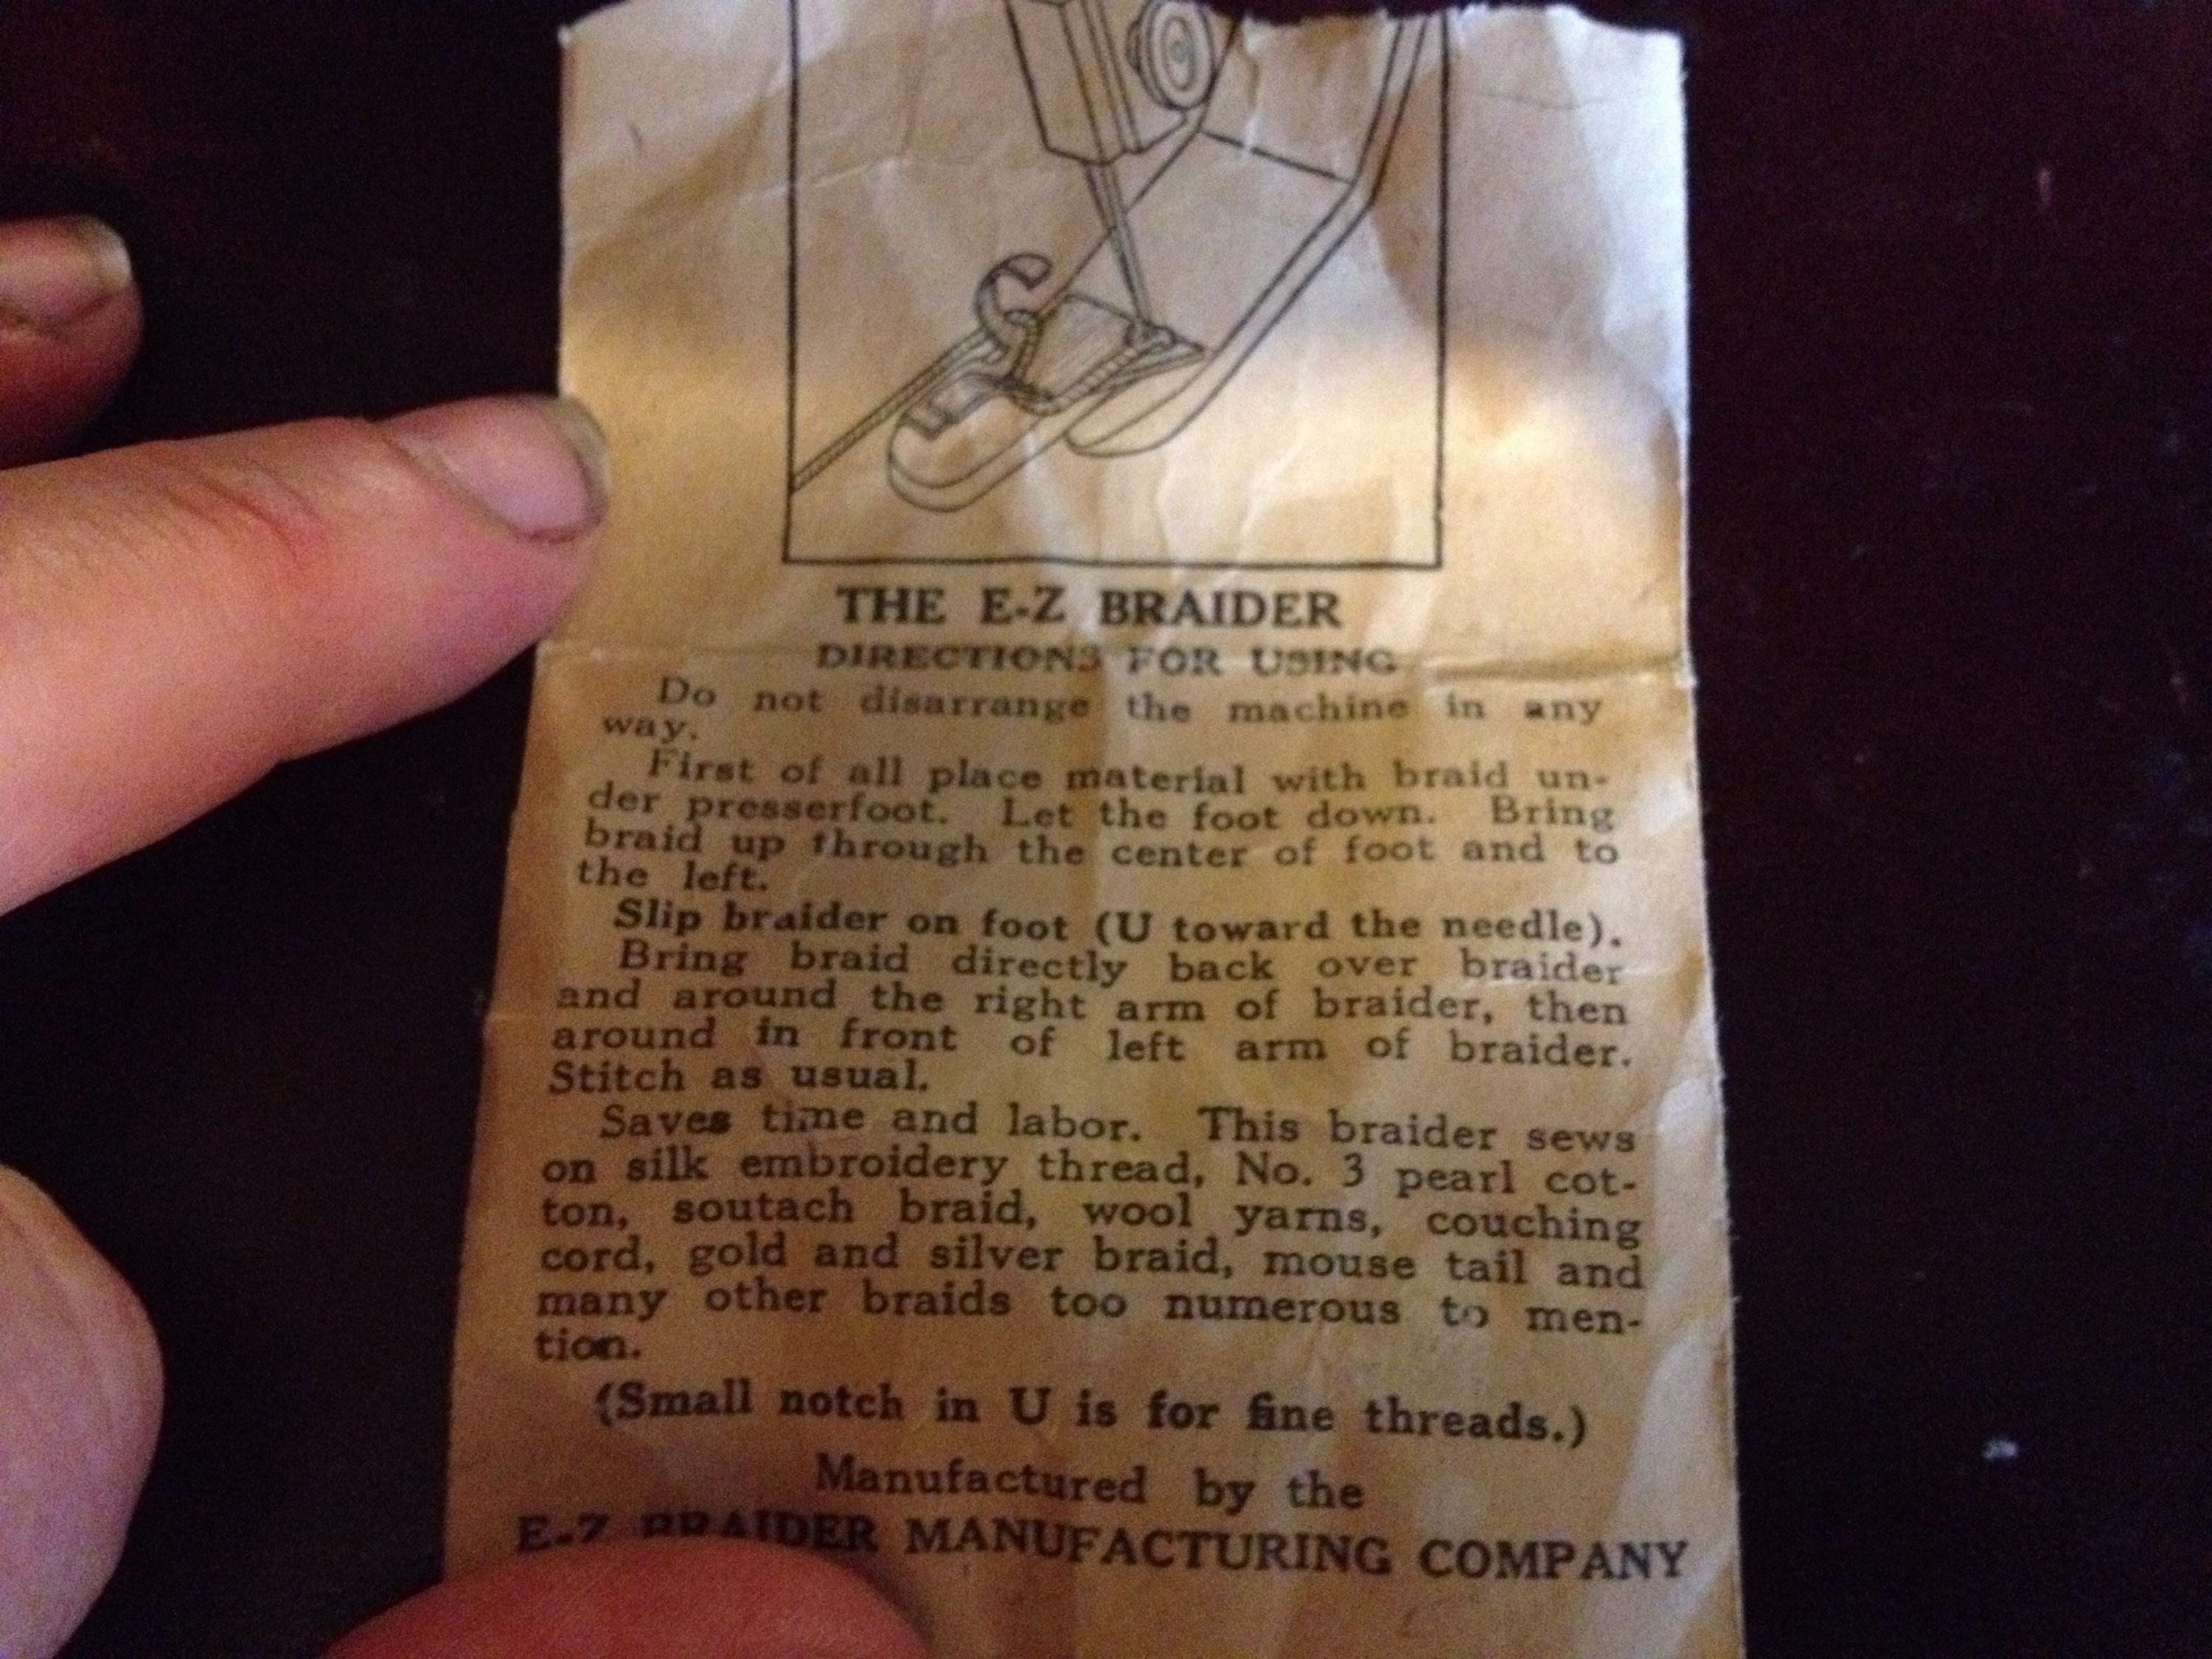 THE E-Z BRAIDER
DIRECTIONS FOR USING
Do not disarrange the machine in any
way.
First of all place material with braid un-
der presserfoot. Let the foot down. Bring
braid up through the center of foot and to
the left.
Slip braider on foot (U toward the needle).
Bring braid directly back over braider
and around the right arm of braider, then
around in front of left arm of braider.
Stitch as usual.
Saves time and labor. This braider sews
on silk embroidery thread, No. 3 pearl cot-
ton, soutach braid, wool yarns, couching
cord, gold and silver braid, mouse tail and
many other braids too numerous to men-
tion.
(Small notch in U is for fine threads.)
Manufactured by the
E-Z BRAIDER MANUFACTURING COMPANY